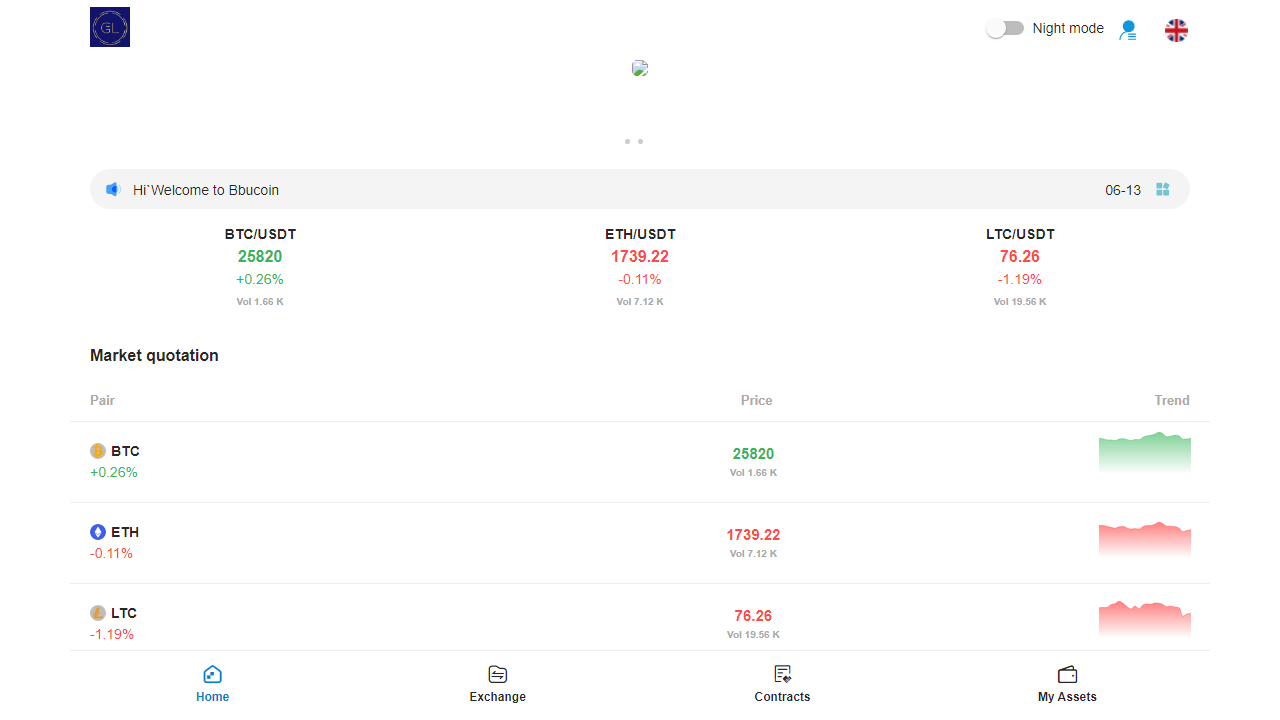 GL
Night mode
Hi`Welcome to Bbucoin 06-13
BTC/USDT ETH/USDT LTC/USDT
25820 1739.22 76.26
+0.26% -0.11% -1.19%
Vol 1.66 K Vol 7.12 K Vol 19.56 K
Market quotation
Pair Price Trend
BTC 25820
+0.26% Vol 1.66 K
ETH 1739.22
-0.11% Vol 7.12 K
LTC 76.26
-1.19% Vol 19.56 K
Home Exchange Contracts My Assets